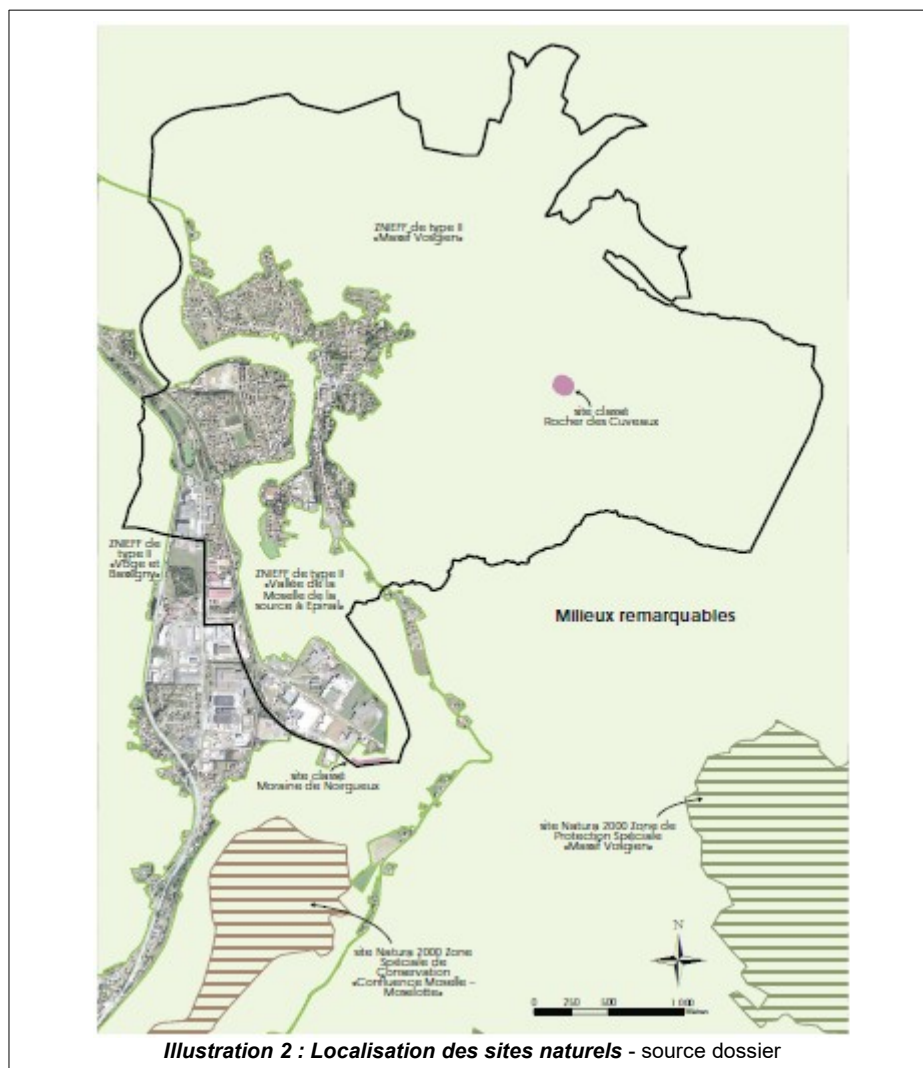 ZNIEFF de type II
«Massif Vosgien»
site classé
Rocher des Cuveaux
ZNIEFF de
type II
«Vôge et
Bassigny»
ZNIEFF de type II
«Vallée de la
Moselle de la
source à Epinal»
Milieux remarquables
site classé
Moraine de Noirgueux
site Natura 2000 Zone de
Protection Spéciale
«Massif Vosgien»
site Natura 2000 Zone
Spéciale de
Conservation
«Confluence Moselle -
Moselotte»
N
0 250 500 1 000
Mètres
Illustration 2 : Localisation des sites naturels - source dossier